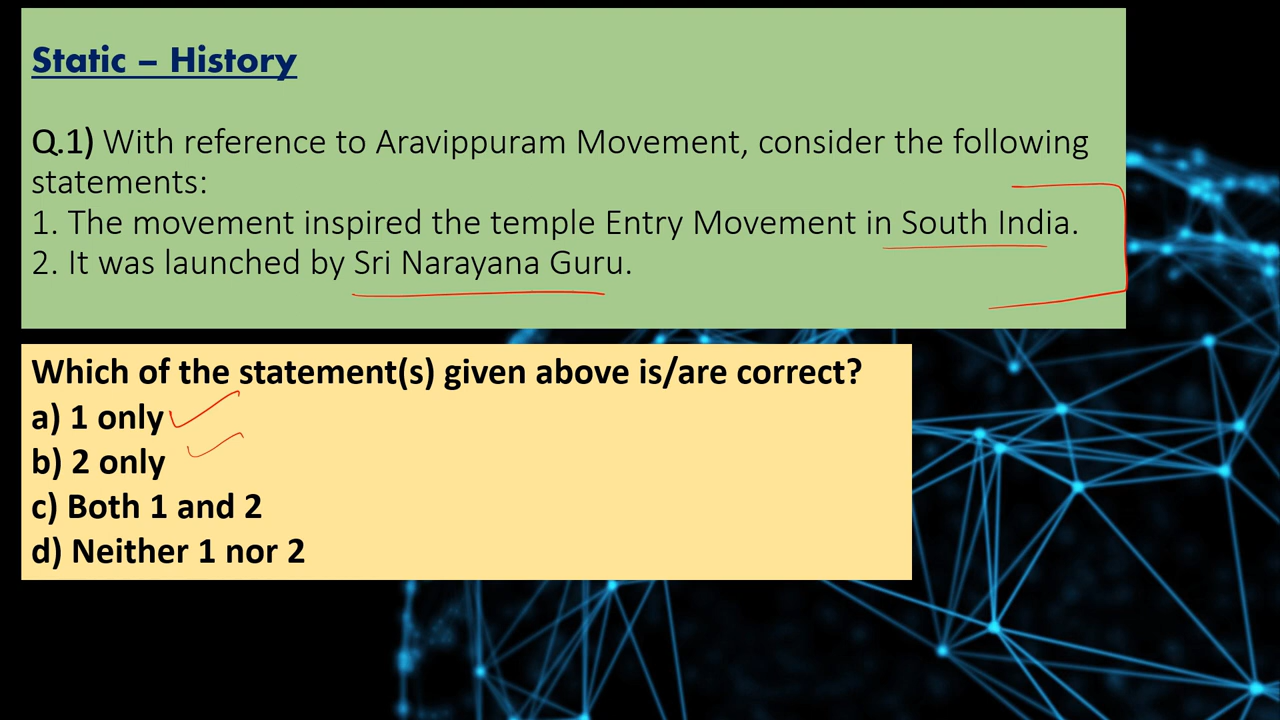 Static – History
Q.1) With reference to Aravippuram Movement, consider the following
statements:
1. The movement inspired the temple Entry Movement in South India.
2. It was launched by Sri Narayana Guru.
Which of the statement(s) given above is/are correct?
a) 1 only
b) 2 only
c) Both 1 and 2
d) Neither 1 nor 2